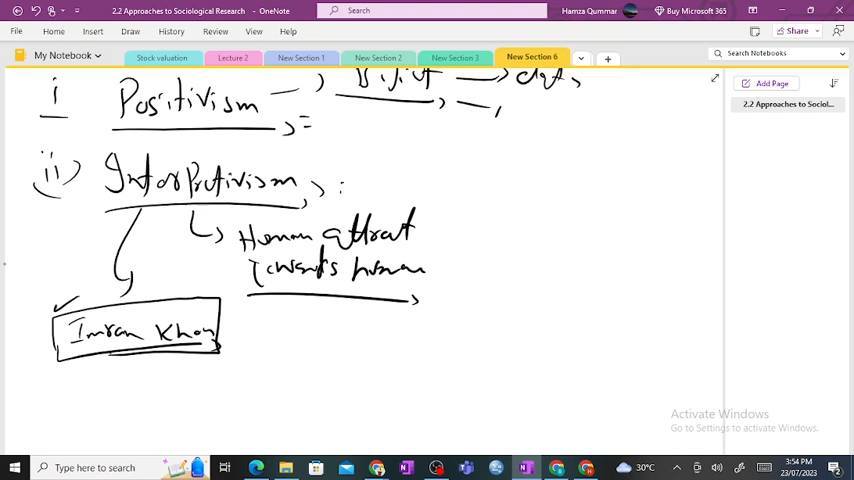 2.2 Approaches to Sociological Research - OneNote
Search
Hamza Qummar
Buy Microsoft 365
File Home Insert Draw History Review View Help
Share
My Notebook
Stock valuation Lecture 2 New Section 1 New Section 2 New Section 3 New Section 6
Search Notebooks
Add Page
2.2 Approaches to Sociol...
i Positivism
ii) Interpretivism
Human attract
towards human
Imran Khan
Activate Windows
Go to Settings to activate Windows.
Type here to search
30°C
3:54 PM
23/07/2023
2